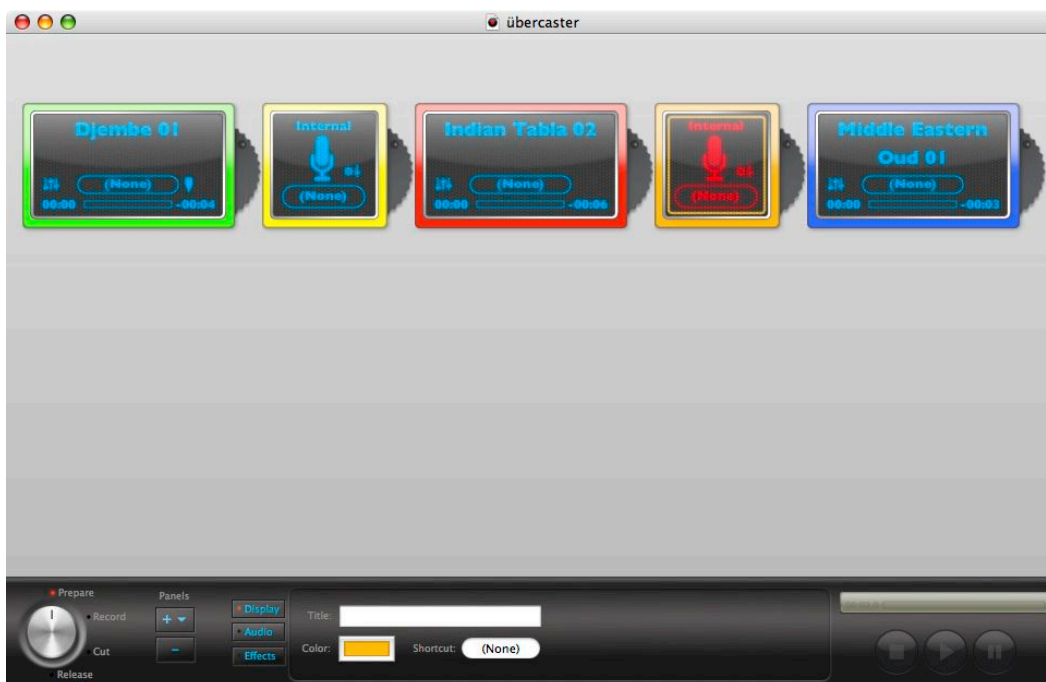 übercaster
Djembe 01
(None)
00:00 -00:04
Internal
(None)
Indian Tabla 02
(None)
00:00 -00:06
Internal
(None)
Middle Eastern
Oud 01
(None)
00:00 -00:03
Prepare
Record
Cut
Release
Panels
+
-
Display
Audio
Effects
Title:
Color:
Shortcut: (None)